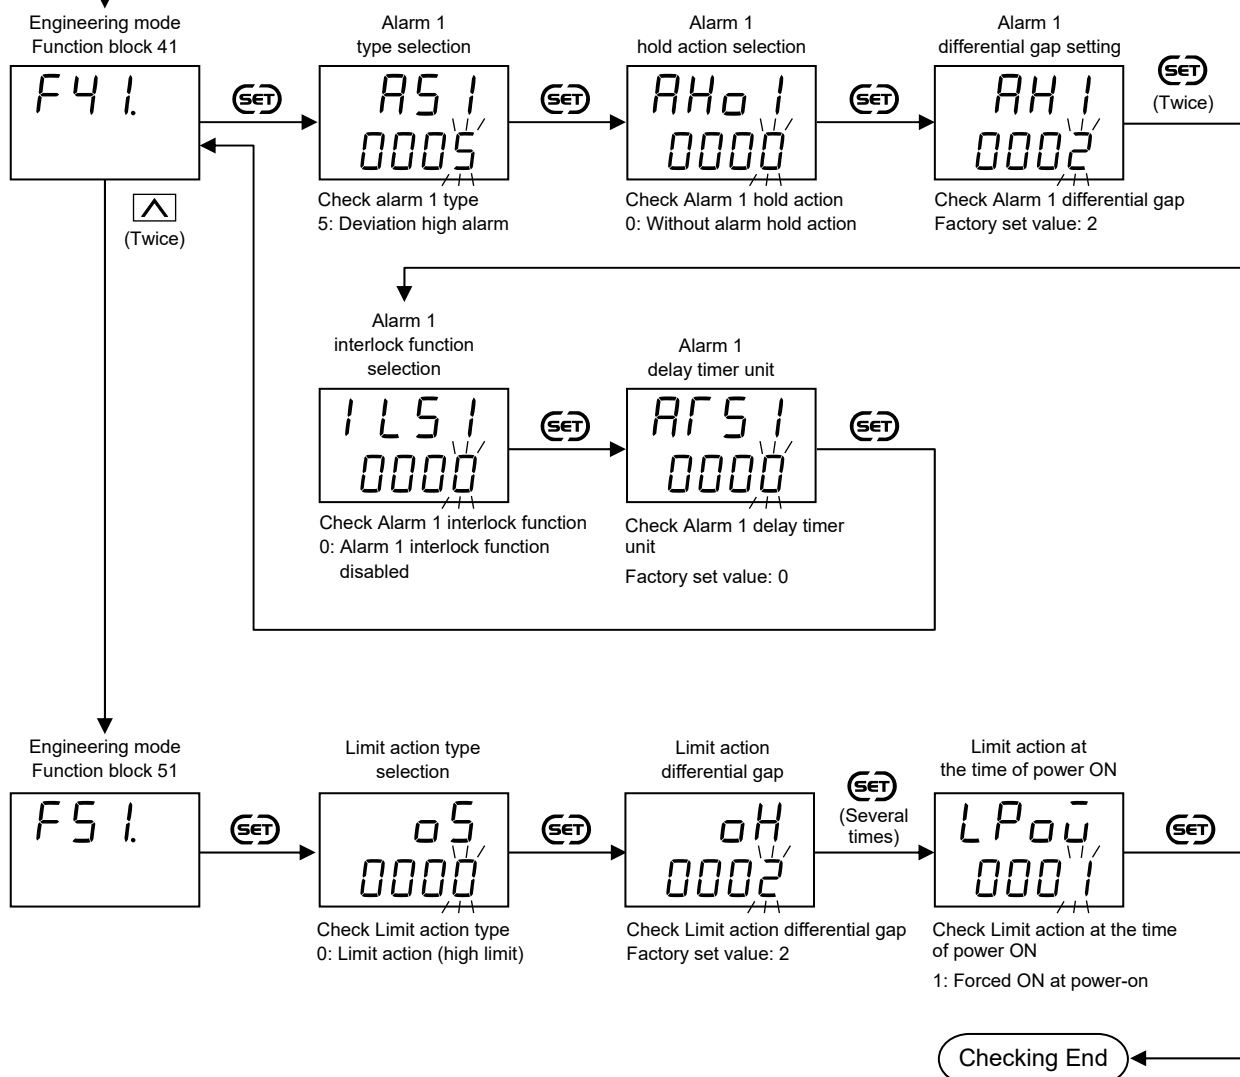 Engineering mode
Function block 41
F41.
SET
Alarm 1
type selection
AS1
0005
Check alarm 1 type
5: Deviation high alarm
SET
Alarm 1
hold action selection
AHo1
0000
Check Alarm 1 hold action
0: Without alarm hold action
SET
Alarm 1
differential gap setting
AH1
0002
Check Alarm 1 differential gap
Factory set value: 2
SET
(Twice)
(Twice)
Alarm 1
interlock function
selection
ILS1
0000
Check Alarm 1 interlock function
0: Alarm 1 interlock function
disabled
SET
Alarm 1
delay timer unit
ATS1
0000
Check Alarm 1 delay timer
unit
Factory set value: 0
SET
Engineering mode
Function block 51
F51.
SET
Limit action type
selection
oS
0000
Check Limit action type
0: Limit action (high limit)
SET
Limit action
differential gap
oH
0002
Check Limit action differential gap
Factory set value: 2
SET
(Several
times)
Limit action at
the time of power ON
LPoū
0001
Check Limit action at the time
of power ON
1: Forced ON at power-on
SET
Checking End